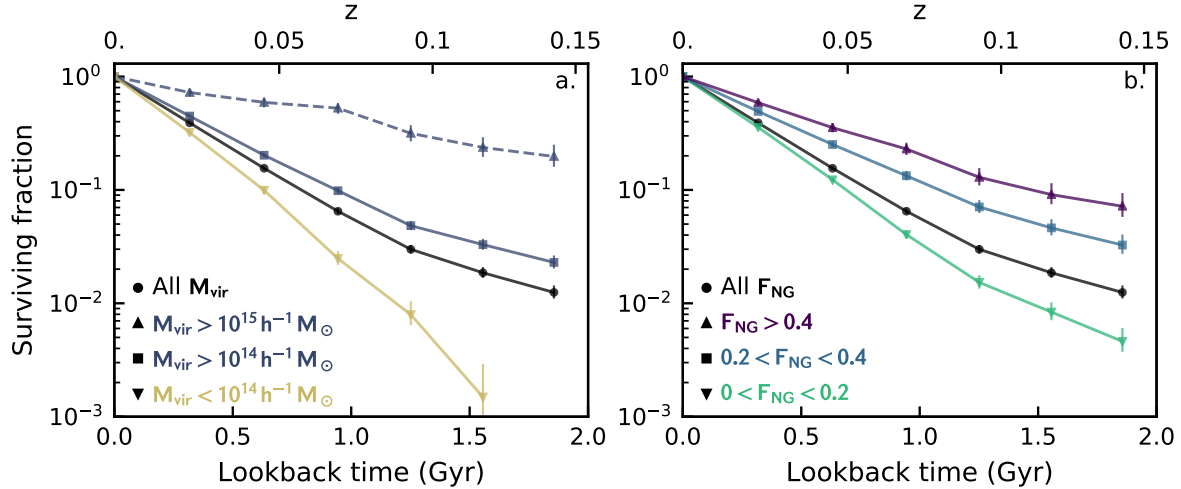 z
0.
0.05
0.1
0.15
a.
10⁰
10⁻¹
10⁻²
10⁻³
Surviving fraction
All M_vir
M_vir > 10¹⁵ h⁻¹ M_⊙
M_vir > 10¹⁴ h⁻¹ M_⊙
M_vir < 10¹⁴ h⁻¹ M_⊙
0.0 0.5 1.0 1.5 2.0
Lookback time (Gyr)
z
0.
0.05
0.1
0.15
b.
10⁰
10⁻¹
10⁻²
10⁻³
All F_NG
F_NG > 0.4
0.2 < F_NG < 0.4
0 < F_NG < 0.2
0.0 0.5 1.0 1.5 2.0
Lookback time (Gyr)